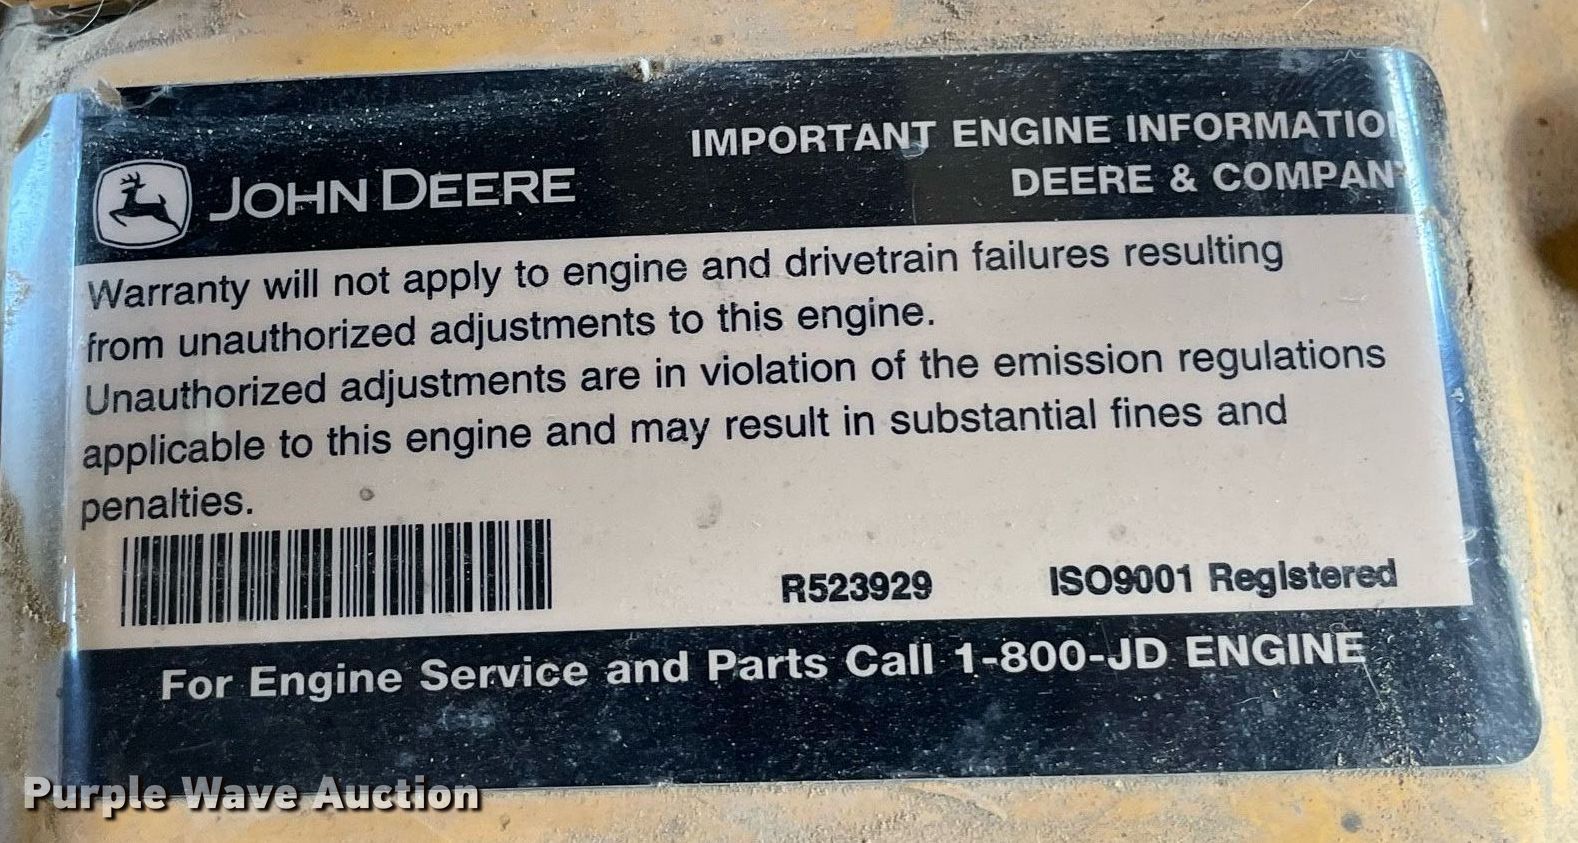 IMPORTANT ENGINE INFORMATIO
DEERE & COMPANY
JOHN DEERE
Warranty will not apply to engine and drivetrain failures resulting
from unauthorized adjustments to this engine.
Unauthorized adjustments are in violation of the emission regulations
applicable to this engine and may result in substantial fines and
penalties.
R523929 ISO9001 Registered
For Engine Service and Parts Call 1-800-JD ENGINE
Purple Wave Auction